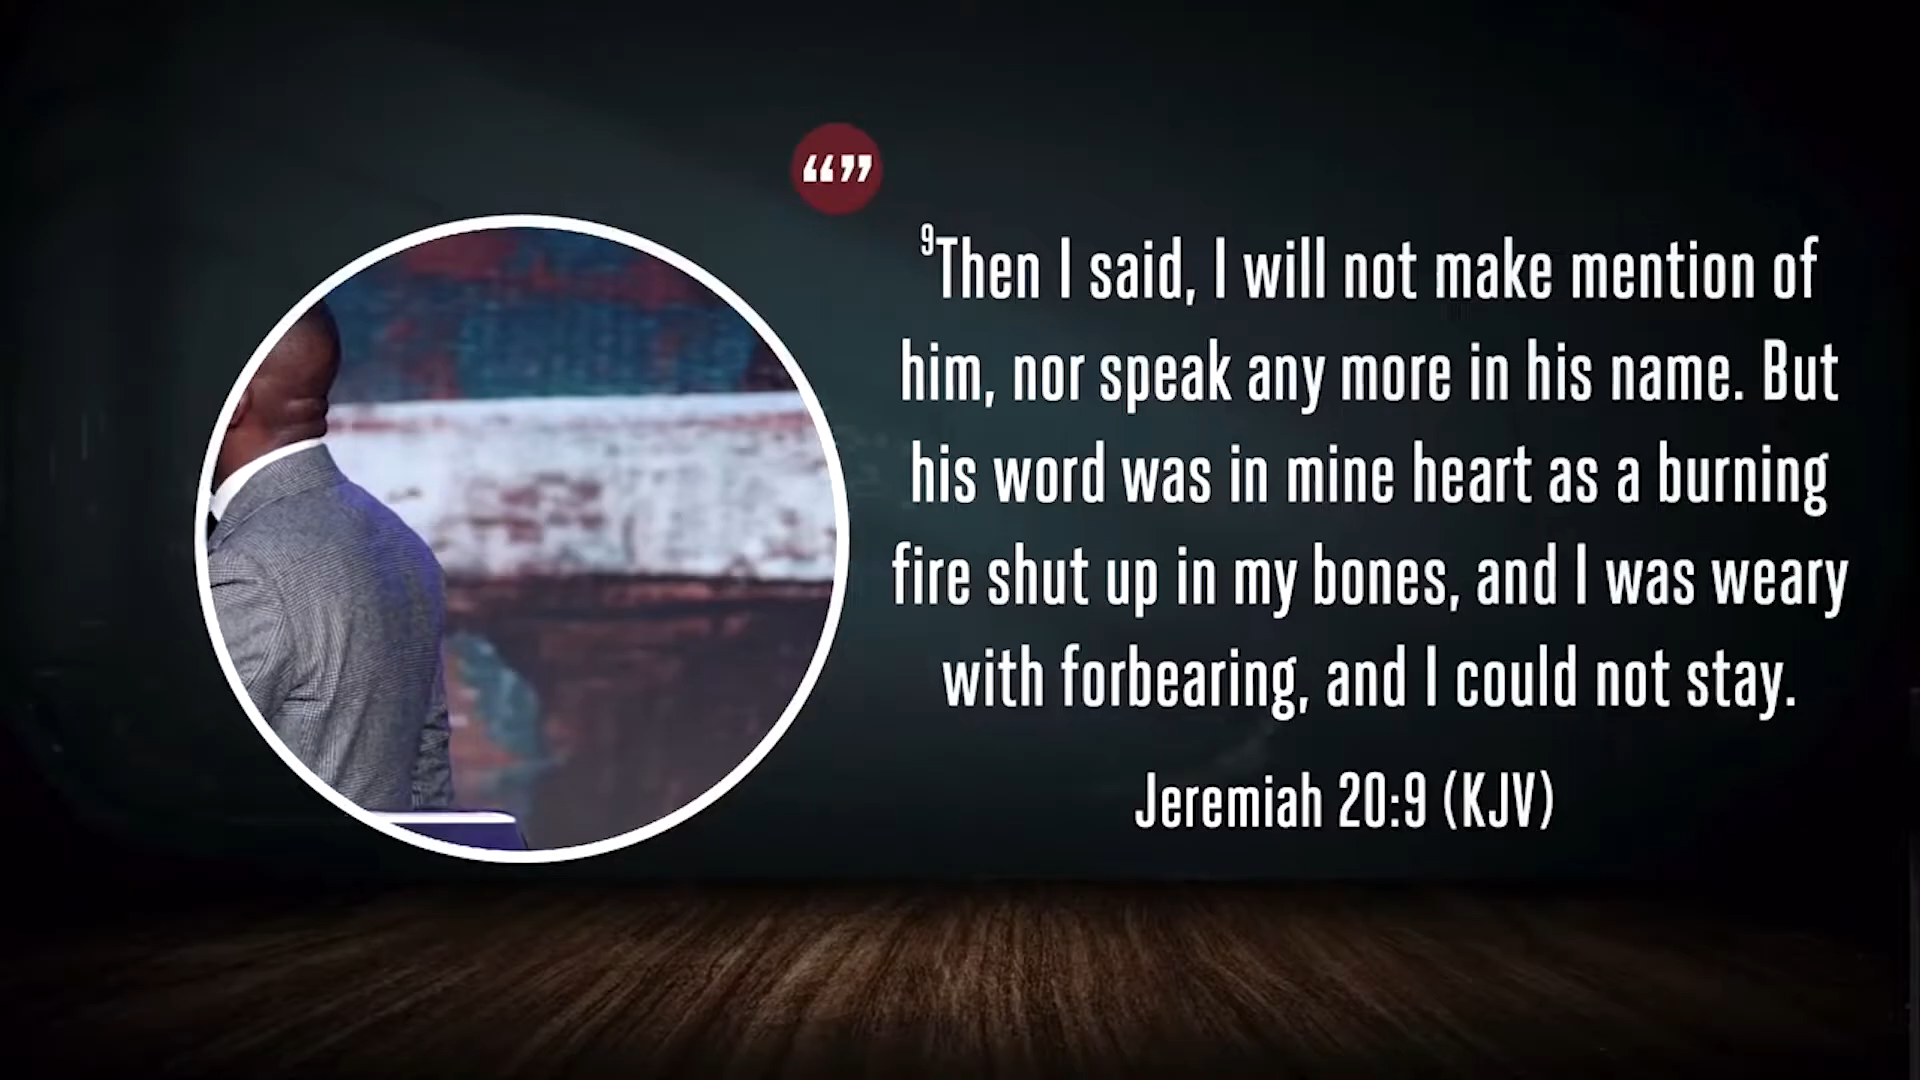 “”
⁹Then I said, I will not make mention of
him, nor speak any more in his name. But
his word was in mine heart as a burning
fire shut up in my bones, and I was weary
with forbearing, and I could not stay.
Jeremiah 20:9 (KJV)